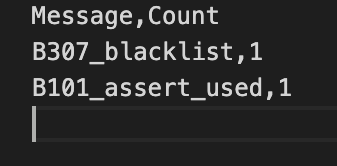 Message,Count
B307_blacklist,1
B101_assert_used,1